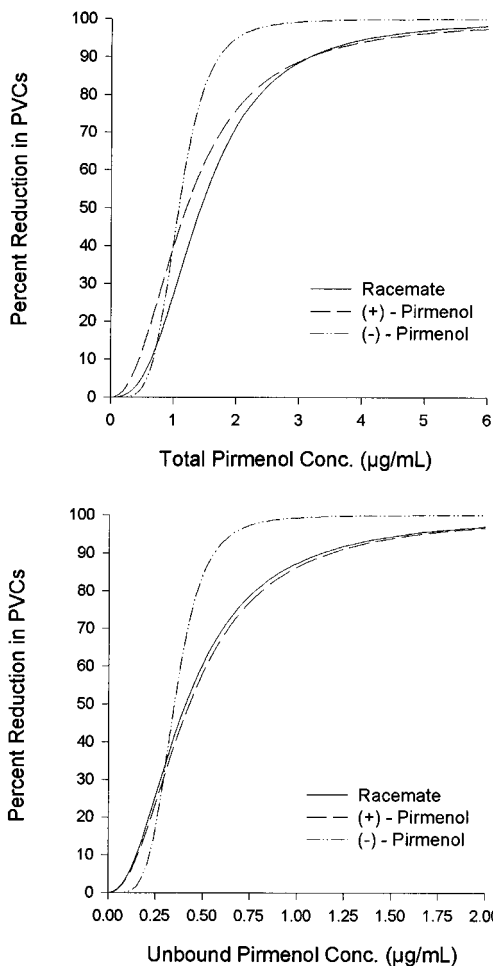 100
90
80
70
60
50
40
30
20
10
0
Percent Reduction in PVCs
Racemate
(+) - Pirmenol
(-) - Pirmenol
0 1 2 3 4 5 6
Total Pirmenol Conc. (µg/mL)
100
90
80
70
60
50
40
30
20
10
0
Percent Reduction in PVCs
Racemate
(+) - Pirmenol
(-) - Pirmenol
0.00 0.25 0.50 0.75 1.00 1.25 1.50 1.75 2.00
Unbound Pirmenol Conc. (µg/mL)